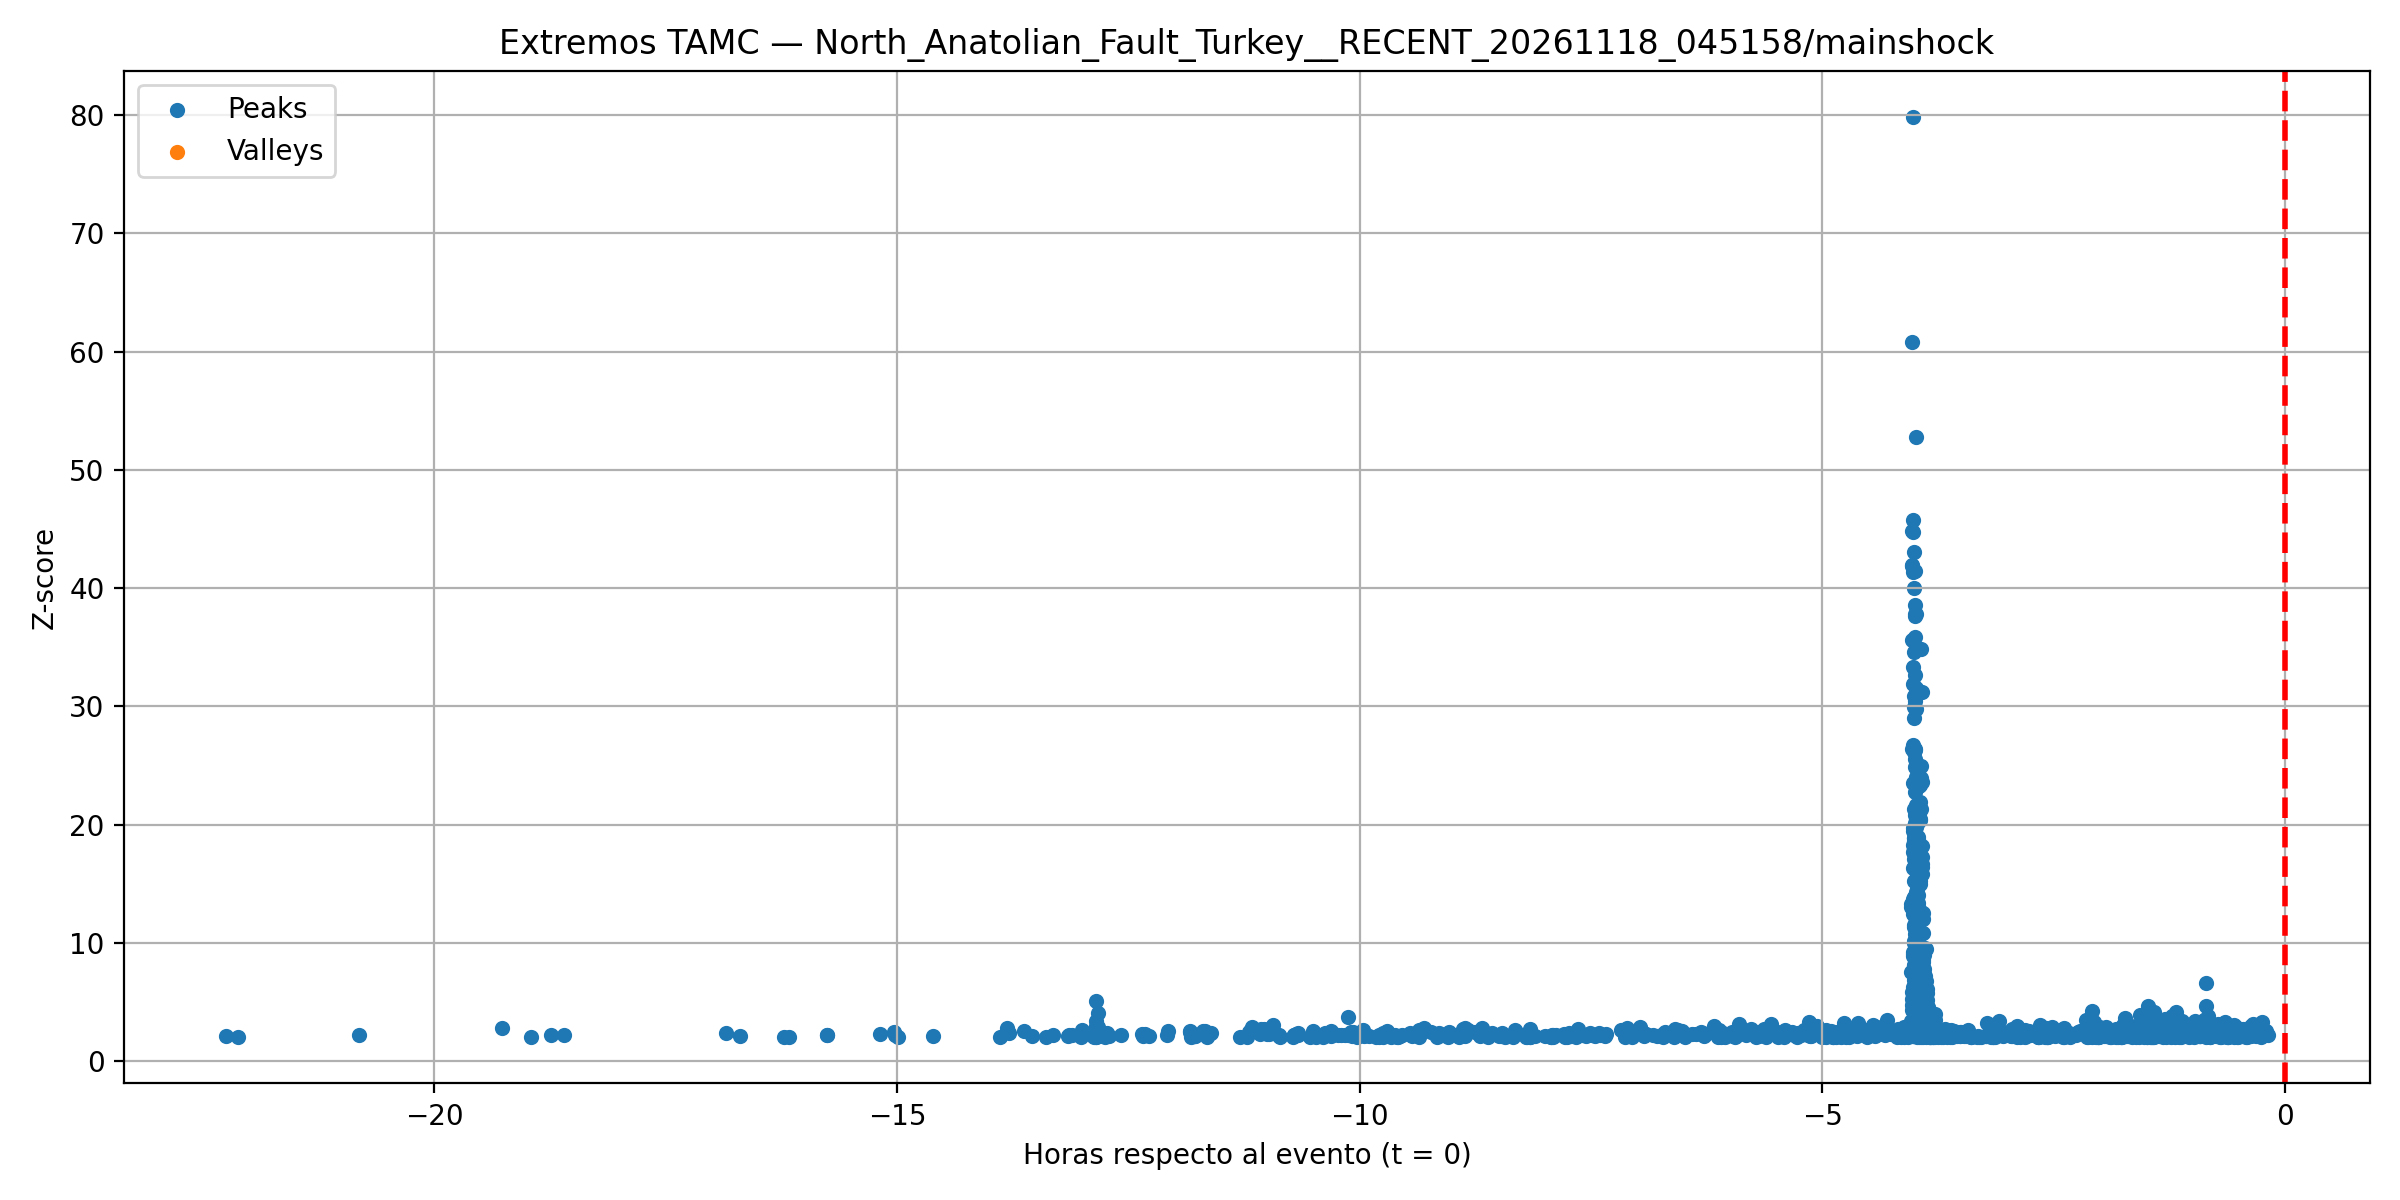 Extremos TAMC — North_Anatolian_Fault_Turkey__RECENT_20261118_045158/mainshock
Peaks
Valleys
80
70
60
50
40
30
20
10
0
Z-score
−20 −15 −10 −5 0
Horas respecto al evento (t = 0)